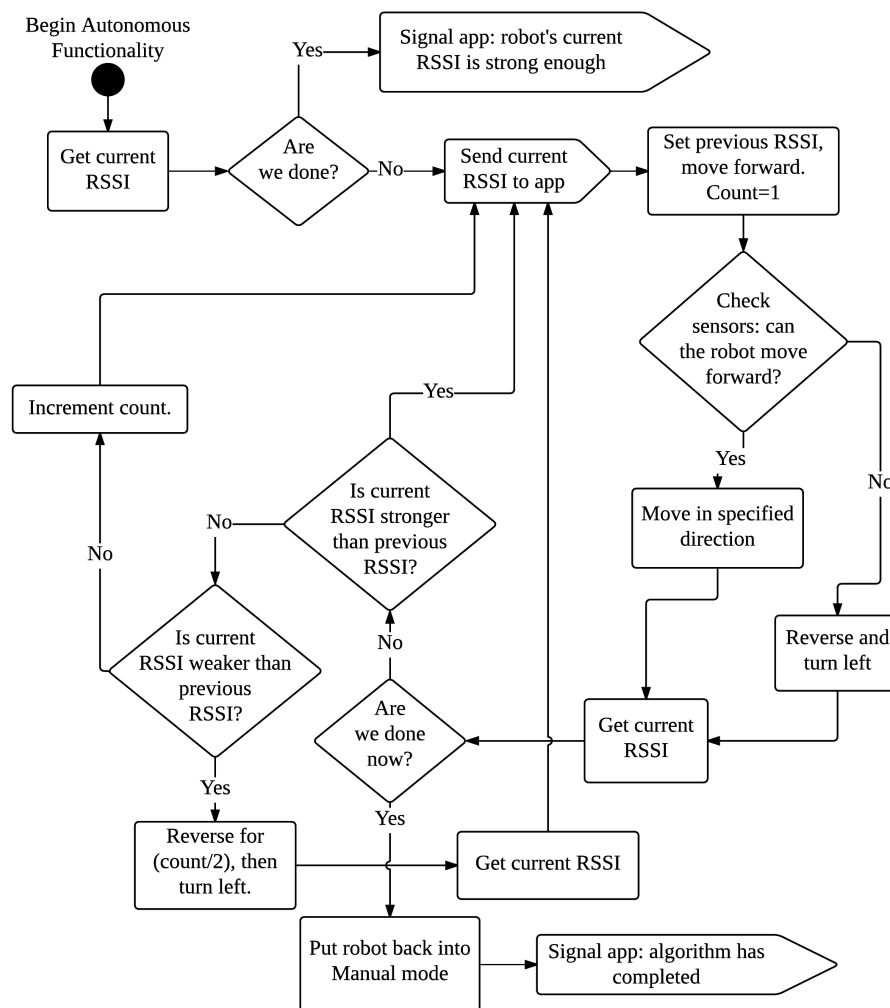 Begin Autonomous
Functionality
Yes
Signal app: robot's current
RSSI is strong enough
Get current
RSSI
Are
we done?
No
Send current
RSSI to app
Set previous RSSI,
move forward.
Count=1
Check
sensors: can
the robot move
forward?
Increment count.
Yes
Yes
No
Is current
RSSI stronger
than previous
RSSI?
Move in specified
direction
No
No
Is current
RSSI weaker than
previous
RSSI?
No
Reverse and
turn left
Are
we done
now?
Get current
RSSI
Yes
Yes
Reverse for
(count/2), then
turn left.
Get current RSSI
Put robot back into
Manual mode
Signal app: algorithm has
completed